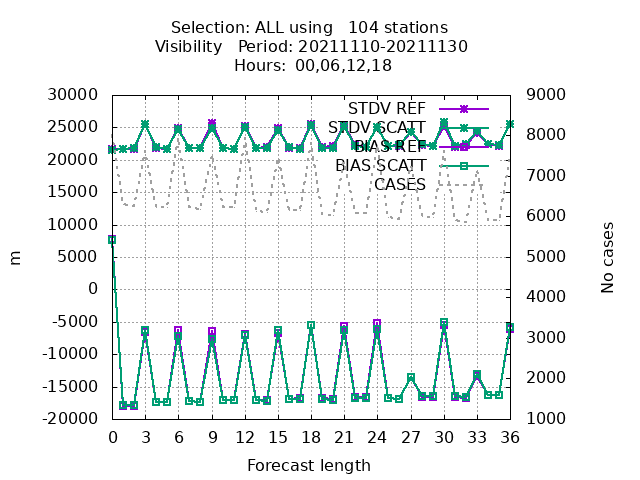 Selection: ALL using   104 stations
Visibility   Period: 20211110-20211130
Hours:  00,06,12,18
30000 9000
25000 8000
20000 7000
15000 6000
10000 5000
5000 4000
0 3000
-5000 2000
-10000 1000
-15000
-20000
STDV REF
STDV SCATT
BIAS REF
BIAS SCATT
CASES
m
No cases
0 3 6 9 12 15 18 21 24 27 30 33 36
Forecast length